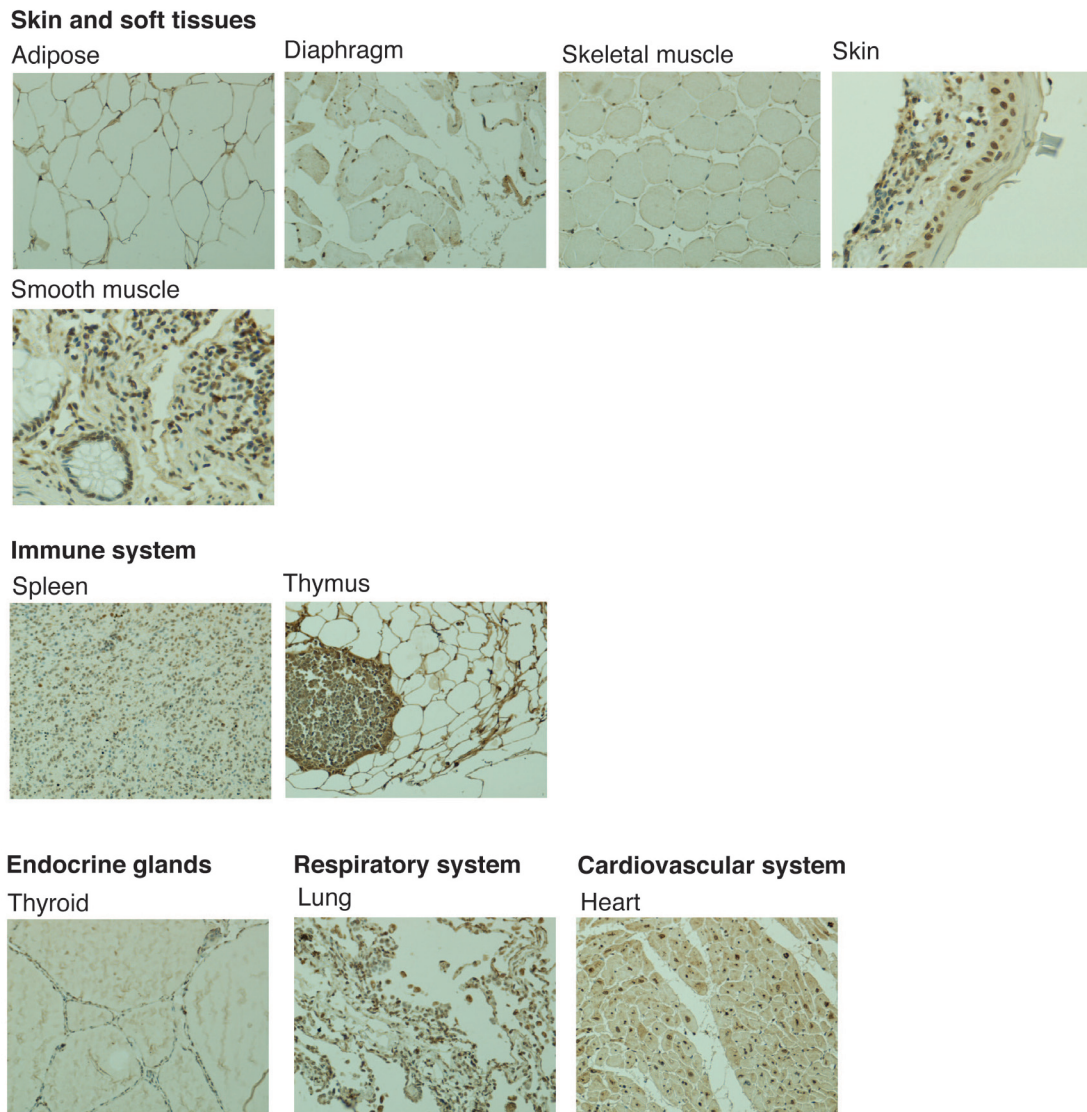 Skin and soft tissues
Adipose
Diaphragm
Skeletal muscle
Skin
Smooth muscle
Immune system
Spleen
Thymus
Endocrine glands
Respiratory system
Cardiovascular system
Thyroid
Lung
Heart